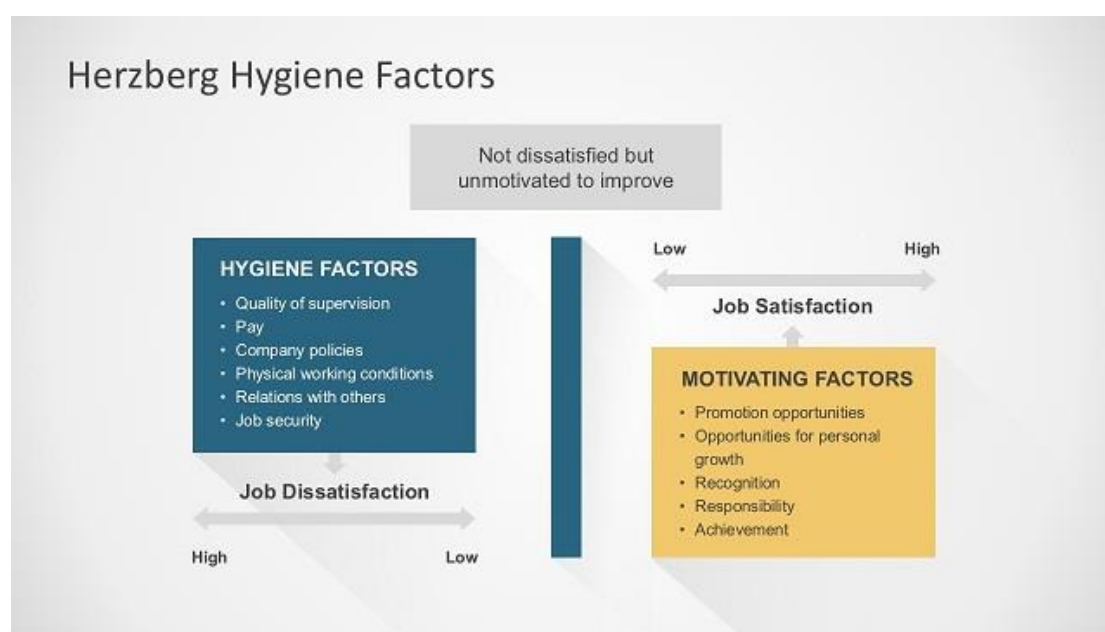 Herzberg Hygiene Factors
Not dissatisfied but
unmotivated to improve
HYGIENE FACTORS
• Quality of supervision
• Pay
• Company policies
• Physical working conditions
• Relations with others
• Job security
Job Dissatisfaction
High Low
Low High
Job Satisfaction
MOTIVATING FACTORS
• Promotion opportunities
• Opportunities for personal
growth
• Recognition
• Responsibility
• Achievement